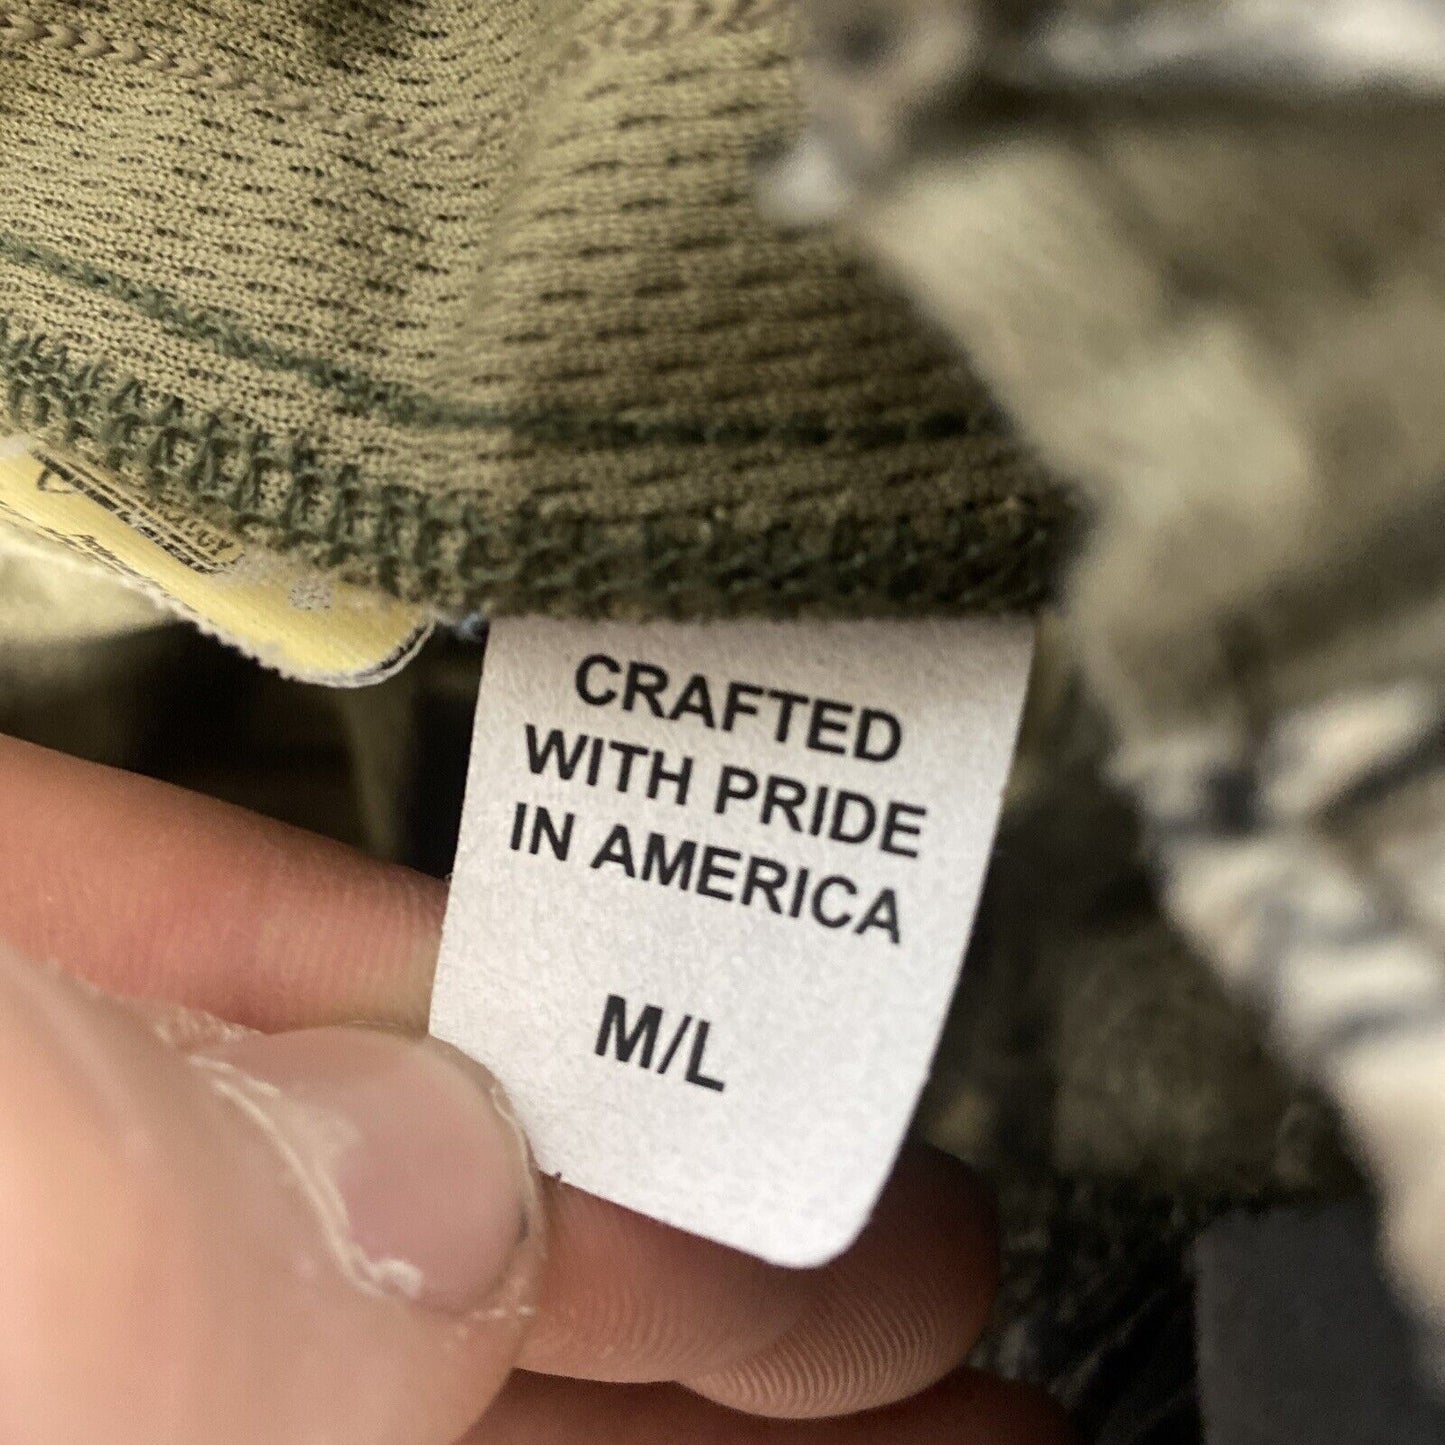 CRAFTED
WITH PRIDE
IN AMERICA
M/L